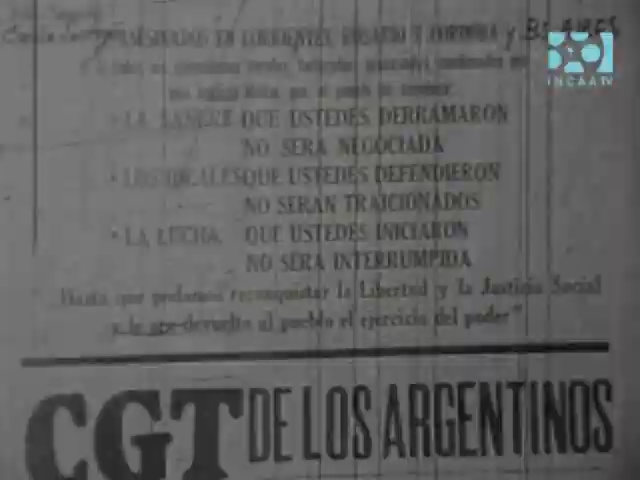 ASESINADOS EN CORRIENTES, ROSARIO Y CORDOBA y BS. AIRES
INCAATV
LA SANGRE QUE USTEDES DERRAMARON
NO SERA NEGOCIADA
LOS IDEALES QUE USTEDES DEFENDIERON
NO SERAN TRAICIONADOS
LA LUCHA QUE USTEDES INICIARON
NO SERA INTERRUMPIDA
Hasta que podamos reconquistar la Libertad y la Justicia Social
y le sea devuelto al pueblo el ejercicio del poder"
CGT DE LOS ARGENTINOS